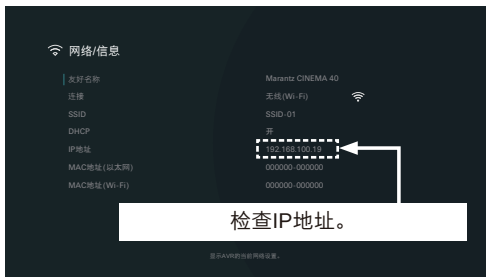 网络/信息
友好名称 Marantz CINEMA 40
连接 无线(Wi-Fi)
SSID SSID-01
DHCP 开
IP地址 192.168.100.19
MAC地址(以太网) 000000-000000
MAC地址(Wi-Fi) 000000-000000
检查IP地址。
显示AVR的当前网络设置。